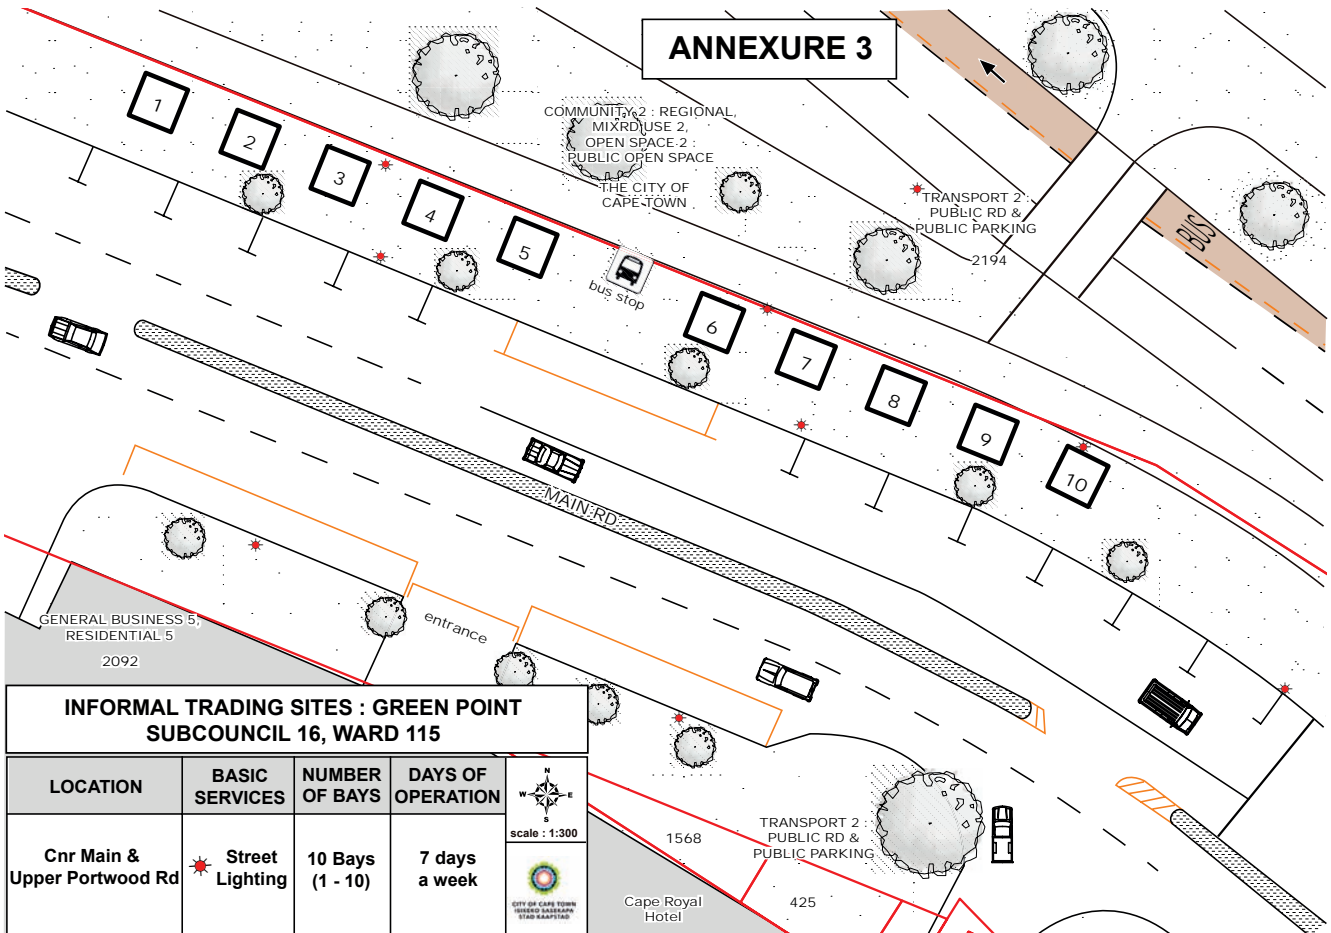 ANNEXURE 3
1
2
3
4
5
bus stop
6
7
8
9
10
COMMUNITY 2 : REGIONAL,
MIXRD USE 2,
OPEN SPACE 2 :
PUBLIC OPEN SPACE
THE CITY OF
CAPE TOWN
TRANSPORT 2
PUBLIC RD &
PUBLIC PARKING
2194
BUS
MAIN RD
entrance
GENERAL BUSINESS 5,
RESIDENTIAL 5
2092
TRANSPORT 2 :
PUBLIC RD &
PUBLIC PARKING
1568
425
Cape Royal
Hotel
INFORMAL TRADING SITES : GREEN POINT
SUBCOUNCIL 16, WARD 115
LOCATION
BASIC
SERVICES
NUMBER
OF BAYS
DAYS OF
OPERATION
N
W E
S
scale : 1:300
Cnr Main &
Upper Portwood Rd
Street
Lighting
10 Bays
(1 - 10)
7 days
a week
CITY OF CAPE TOWN
ISIXEKO SASEKAPA
STAD KAAPSTAD